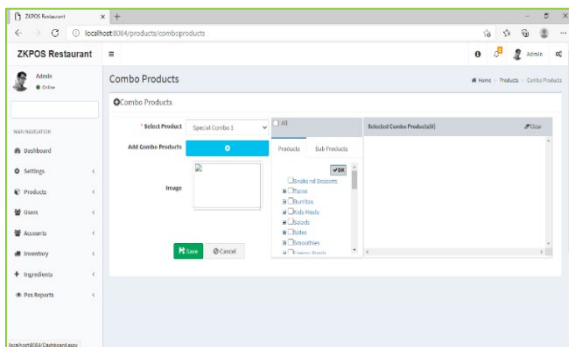 ZKPOS Restaurant
localhost:8084/products/comboproducts
ZKPOS Restaurant
Admin
Admin
Online
Combo Products
Home > Products > Combo Products
Combo Products
MAIN NAVIGATION
Dashboard
Settings
Products
Users
Accounts
Inventory
Ingredients
Pos Reports
* Select Product
Special Combo 1
Add Combo Products
Image
Save
Cancel
All
Products
Sub Products
OK
Tacos
Burritos
Kids Meals
Salads
Sides
Smoothies
Selected Combo Products(0)
Clear
localhost:8084/Dashboard.aspx